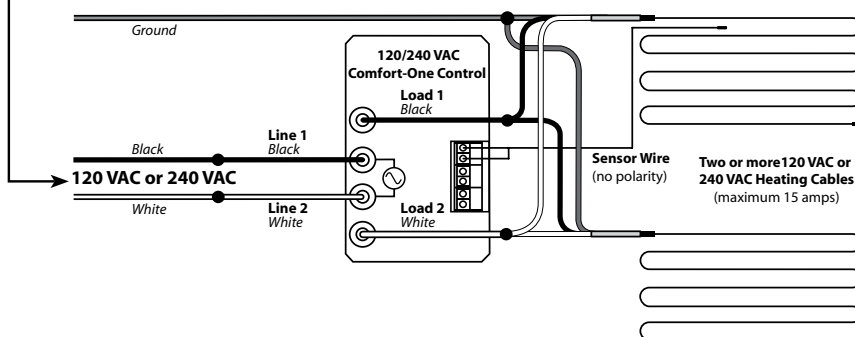 Ground
120/240 VAC
Comfort-One Control
Load 1
Black
Black
Line 1
Black
120 VAC or 240 VAC
White
Line 2
White
Load 2
White
Sensor Wire
(no polarity)
Two or more120 VAC or
240 VAC Heating Cables
(maximum 15 amps)